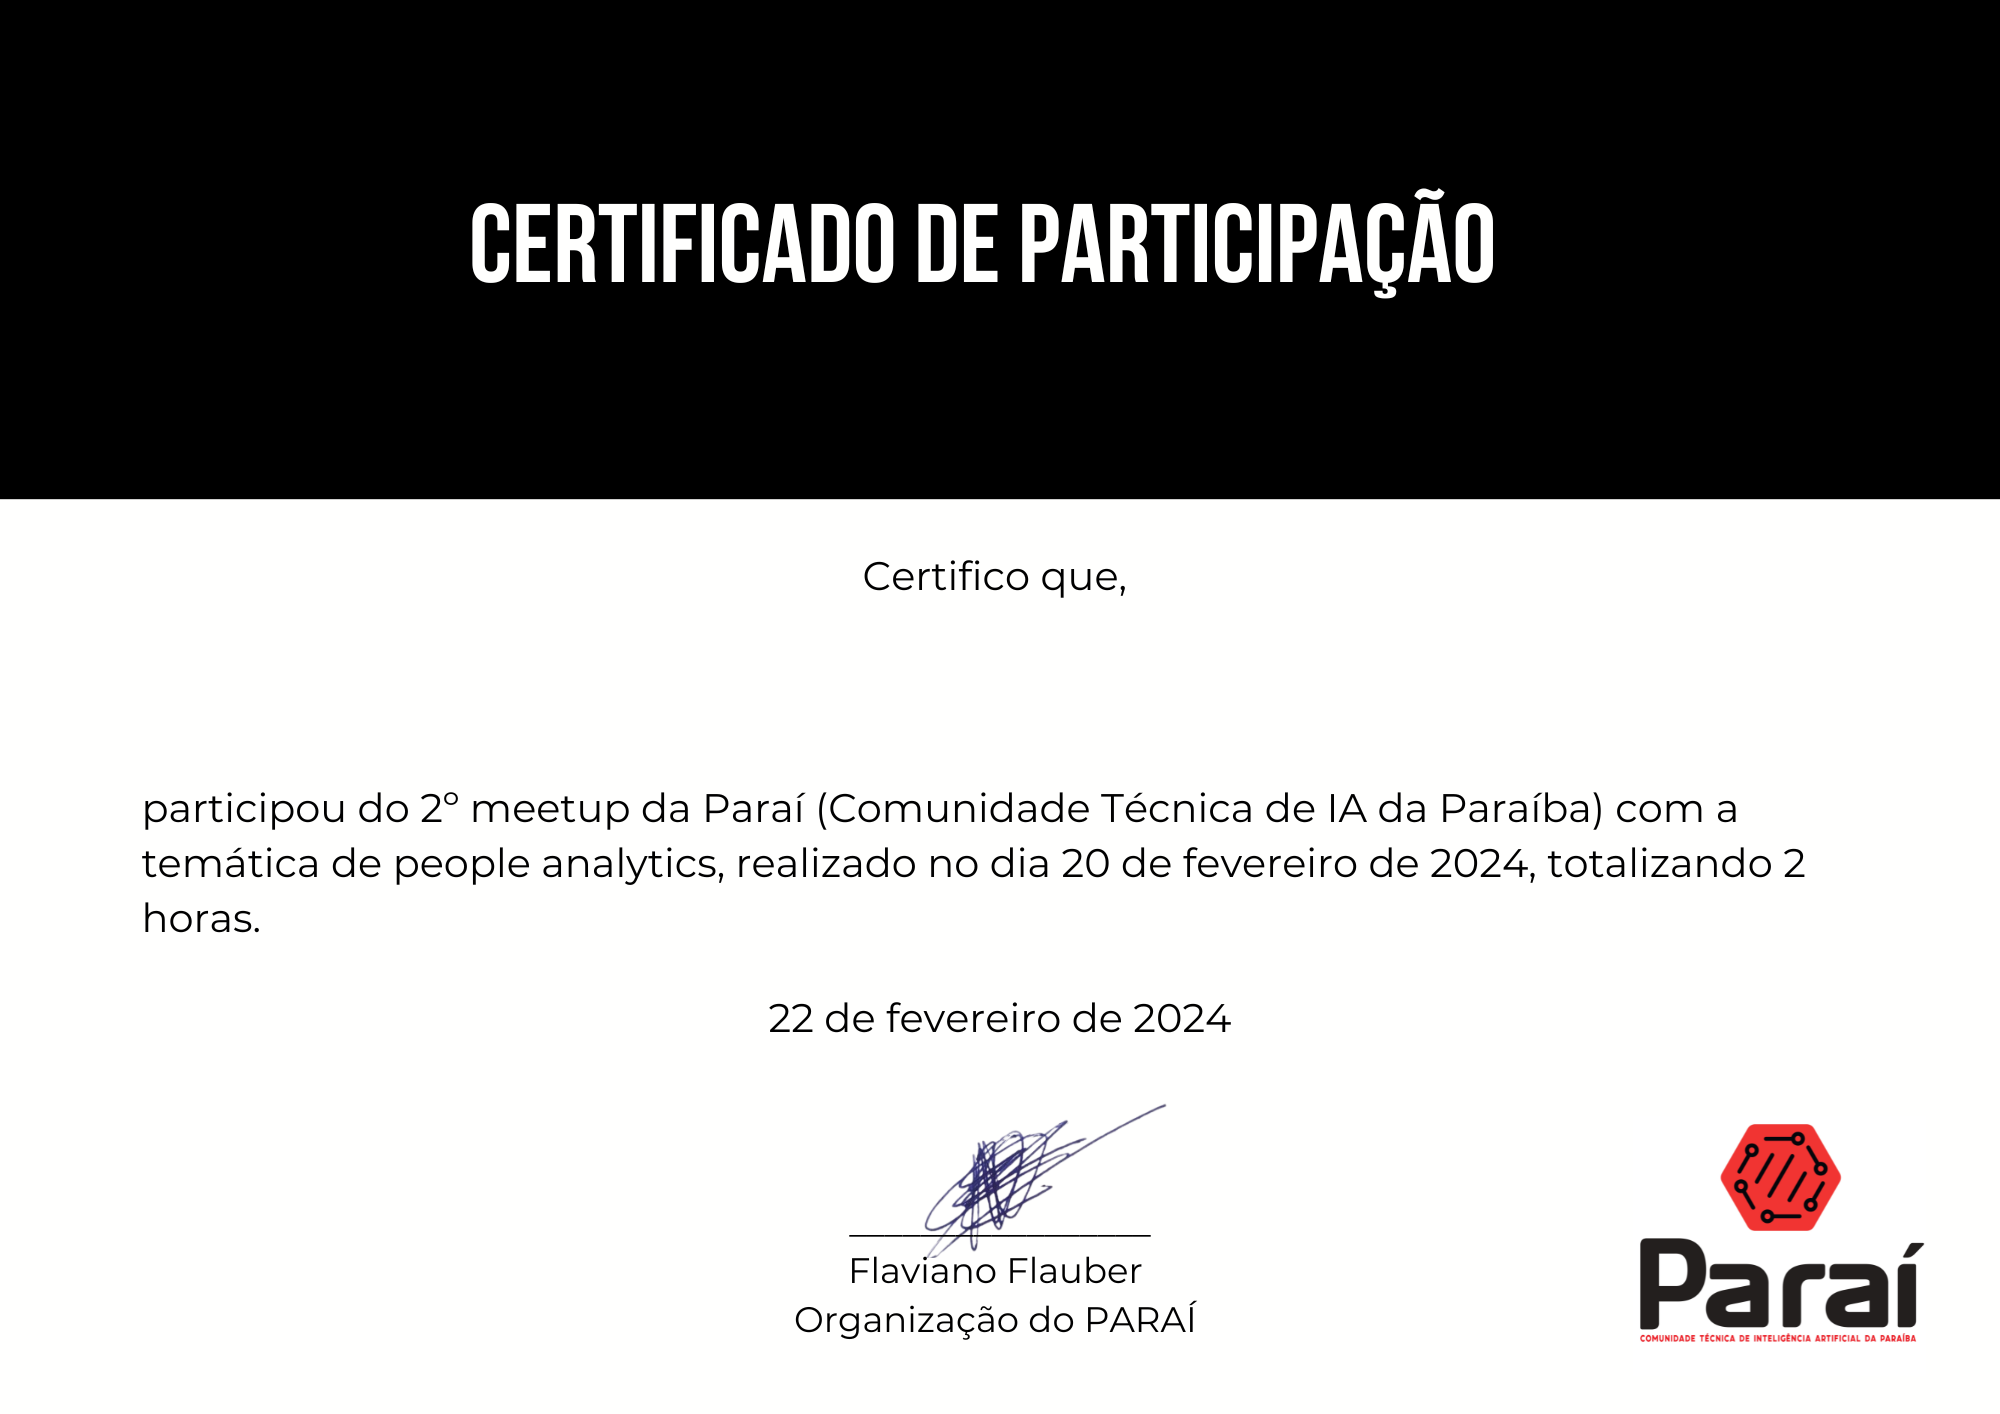 CERTIFICADO DE PARTICIPAÇÃO
Certifico que,
participou do 2º meetup da Paraí (Comunidade Técnica de IA da Paraíba) com a
temática de people analytics, realizado no dia 20 de fevereiro de 2024, totalizando 2
horas.
22 de fevereiro de 2024
Flaviano Flauber
Organização do PARAÍ
Paraí
COMUNIDADE TÉCNICA DE INTELIGÊNCIA ARTIFICIAL DA PARAÍBA